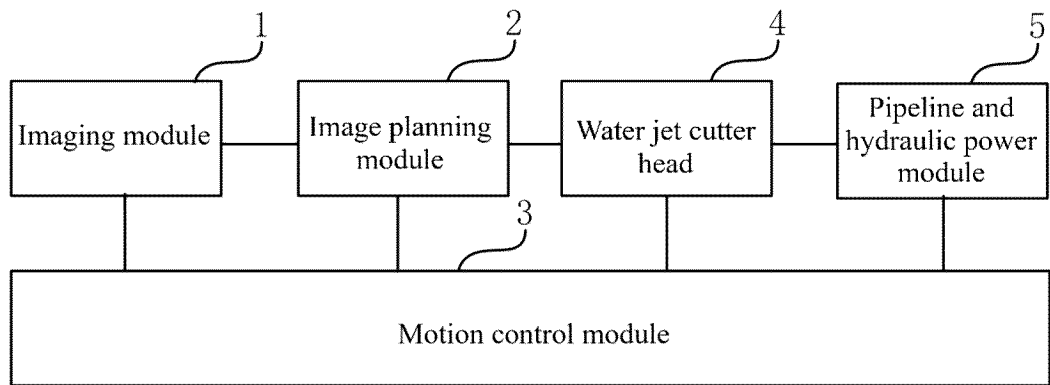 1
2
4
5
Imaging module
Image planning
module
Water jet cutter
head
Pipeline and
hydraulic power
module
3
Motion control module